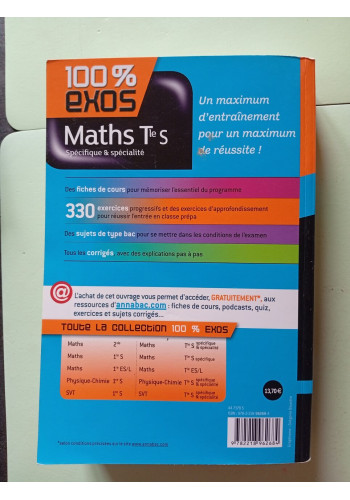 100 %
exos
Maths Tle S
Spécifique & spécialité
Un maximum
d'entraînement
pour un maximum
de réussite !
Des fiches de cours pour mémoriser l'essentiel du programme
330 exercices progressifs et des exercices d'approfondissement
pour réussir l'entrée en classe prépa
Des sujets de type bac pour se mettre dans les conditions de l'examen
Tous les corrigés avec des explications pas à pas
@ L'achat de cet ouvrage vous permet d'accéder, GRATUITEMENT*, aux
ressources d'annabac.com : fiches de cours, podcasts, quiz,
exercices et sujets corrigés...
TOUTE LA COLLECTION 100 % EXOS
Maths 2de Maths Tle S spécifique & spécialité
Maths 1re S Maths Tle S spécifique
Maths 1re ES/L Maths Tle ES/L
Physique-Chimie 2de Physique-Chimie Tle S spécifique & spécialité
SVT 1re S SVT Tle S spécifique & spécialité
13,70 €